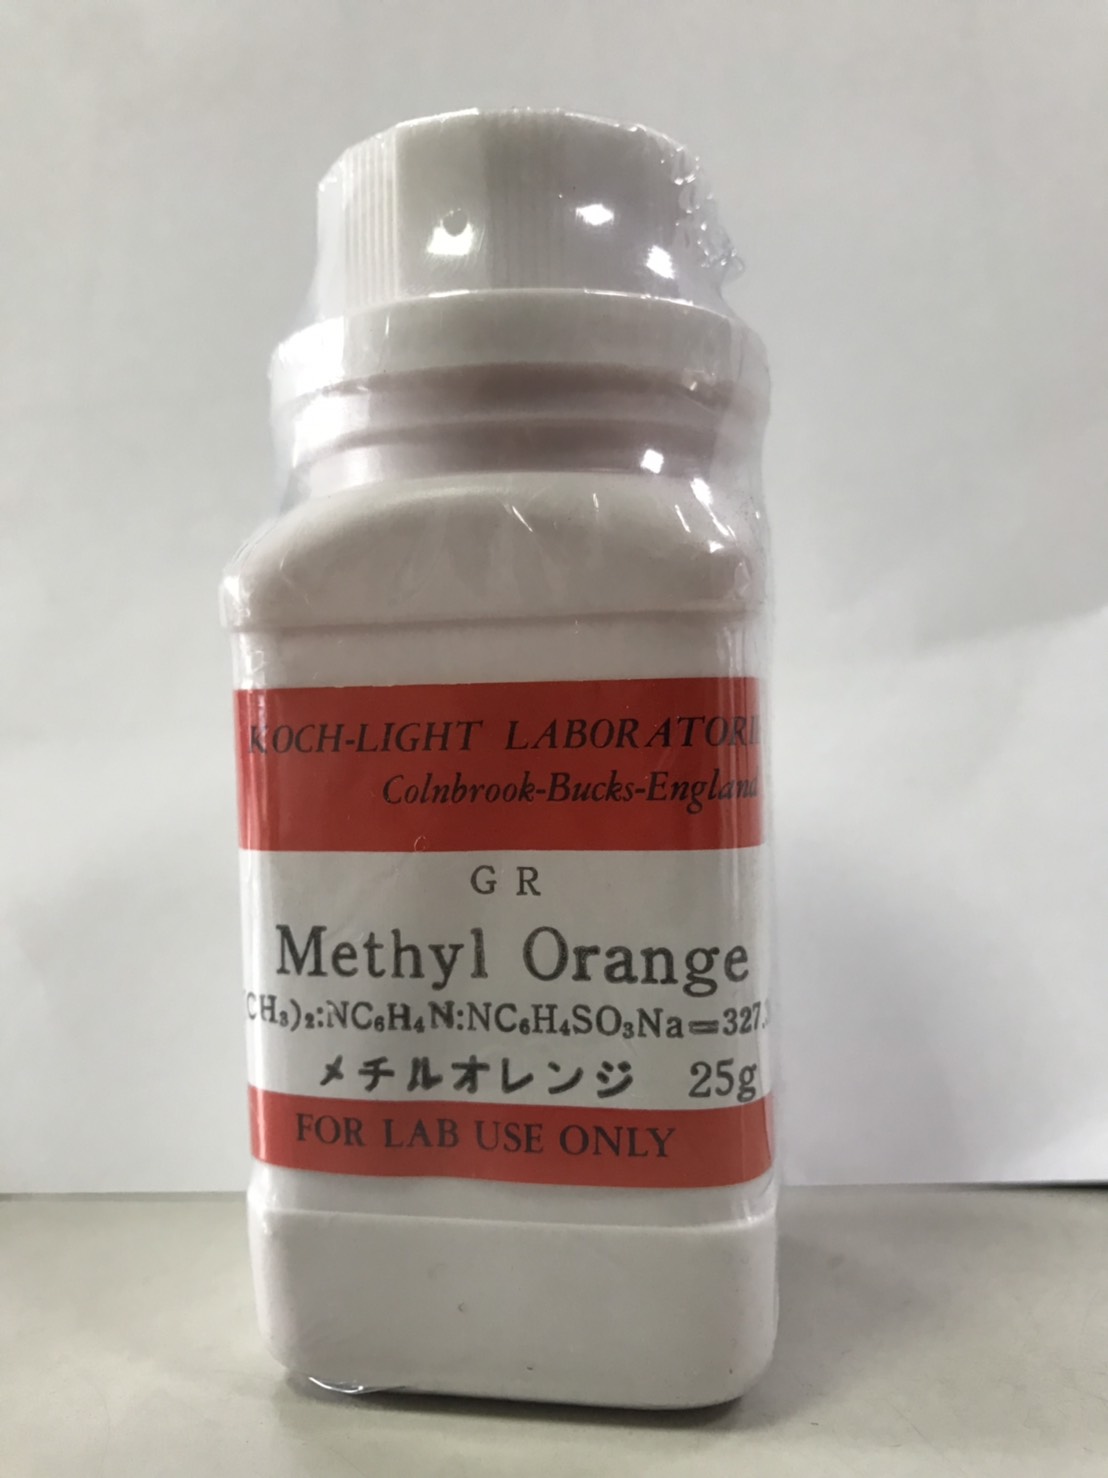 KOCH-LIGHT LABORATORI
Colnbrook-Bucks-England
G R
Methyl Orange
CH₃)₂:NC₆H₄N:NC₆H₄SO₃Na=327.
メチルオレンジ 25g
FOR LAB USE ONLY